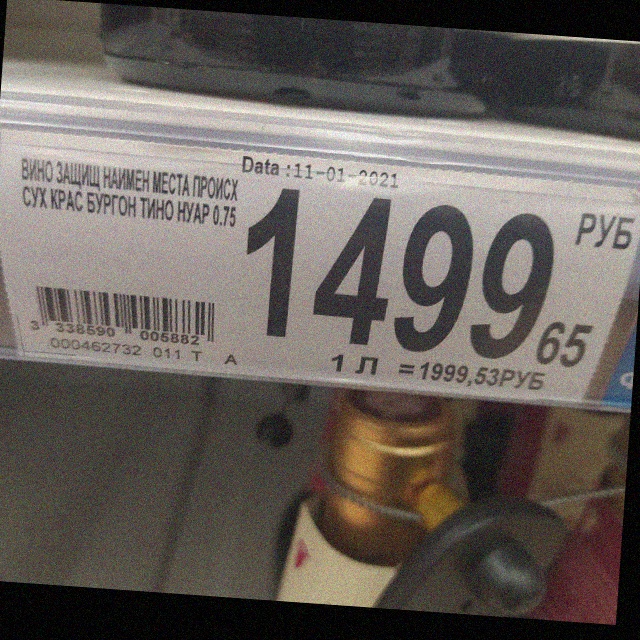 Data :11-01-2021
ВИНО ЗАЩИЩ НАИМЕН МЕСТА ПРОИСХ
СУХ КРАС БУРГОН ТИНО НУАР 0.75
1499 65 РУБ
3 338590 005882
000462732 011 Т А
1 Л =1999,53РУБ